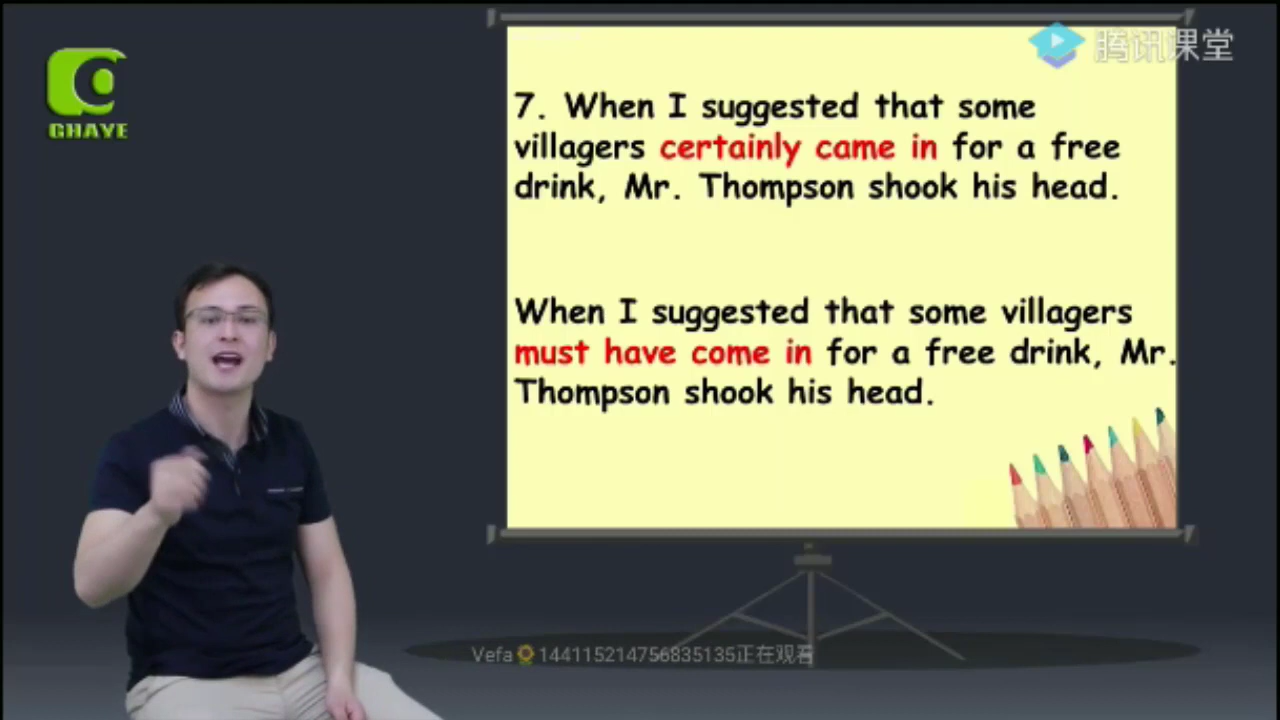 GHAYE
腾讯课堂
7. When I suggested that some
villagers certainly came in for a free
drink, Mr. Thompson shook his head.
When I suggested that some villagers
must have come in for a free drink, Mr.
Thompson shook his head.
Vefa 144115214756835135正在观看